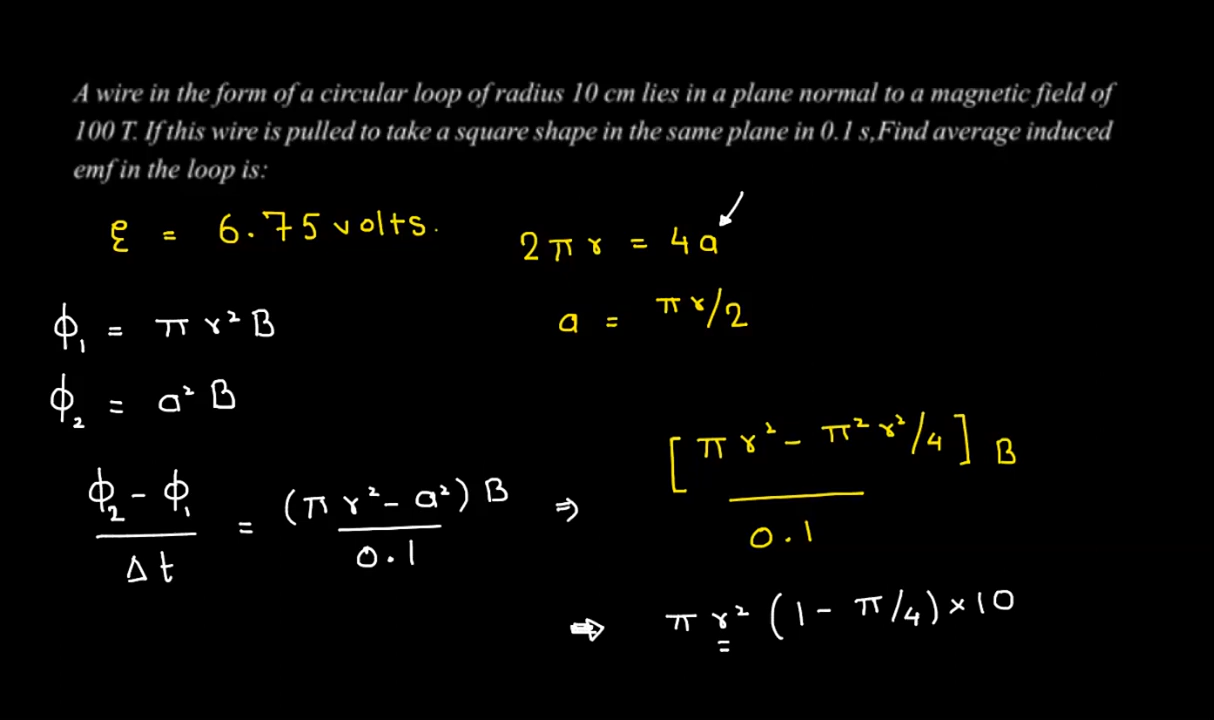 A wire in the form of a circular loop of radius 10 cm lies in a plane normal to a magnetic field of
100 T. If this wire is pulled to take a square shape in the same plane in 0.1 s,Find average induced
emf in the loop is:
ξ = 6.75 volts.
2πr = 4a
a = πr/2
ϕ₁ = πr²B
ϕ₂ = a²B
[πr² - π²r²/4] B
0.1
ϕ₂ - ϕ₁
Δt
= (πr² - a²) B
0.1
⇒
⇒ πr² (1 - π/4) × 10